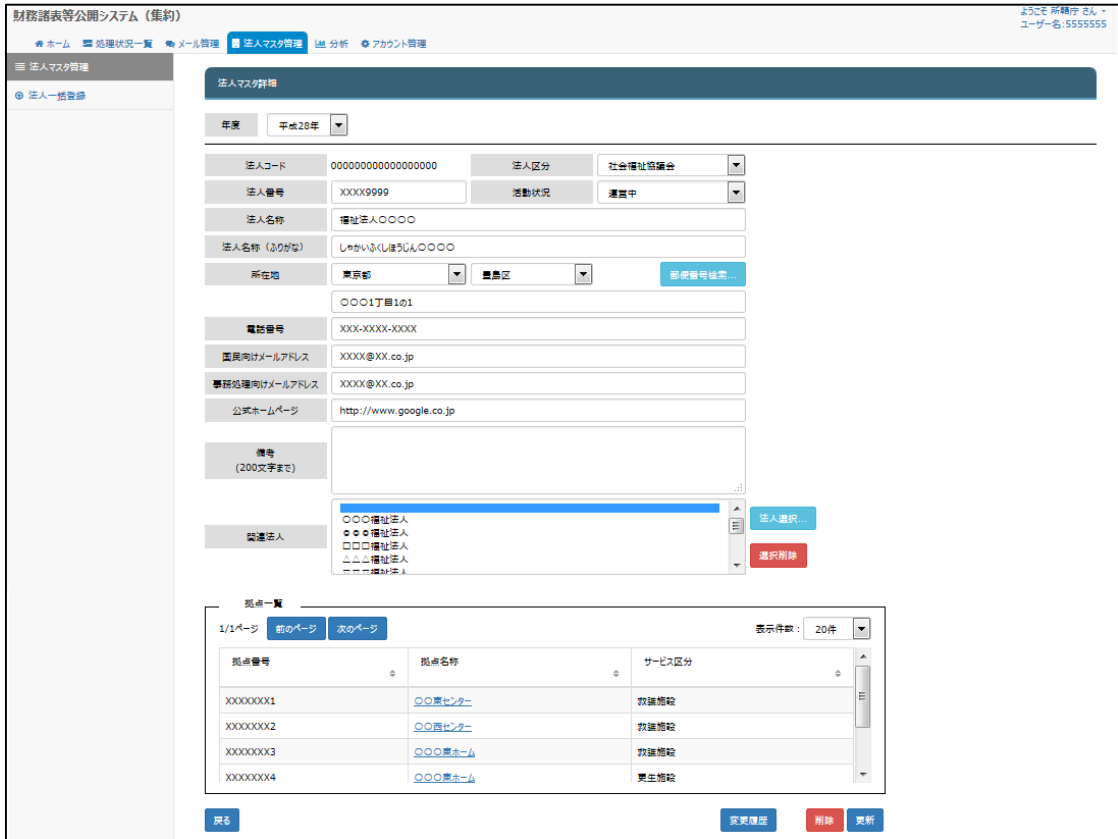 財務諸表等公開システム（集約）
ようこそ 所轄庁 さん
ユーザー名:5555555
ホーム 処理状況一覧 メール管理 法人マスタ管理 分析 アカウント管理
法人マスタ管理
法人一括登録
法人マスタ詳細
年度 平成28年
法人コード 000000000000000000 法人区分 社会福祉協議会
法人番号 XXXX9999 活動状況 運営中
法人名称 福祉法人〇〇〇〇
法人名称（ふりがな） しゃかいふくしほうじん〇〇〇〇
所在地 東京都 豊島区 郵便番号検索...
〇〇〇1丁目1の1
電話番号 XXX-XXXX-XXXX
国民向けメールアドレス XXXX@XX.co.jp
事務処理向けメールアドレス XXXX@XX.co.jp
公式ホームページ http://www.google.co.jp
備考
(200文字まで)
関連法人
〇〇〇福祉法人
◎◎◎福祉法人
□□□福祉法人
△△△福祉法人
法人選択...
選択削除
拠点一覧
1/1ページ 前のページ 次のページ 表示件数： 20件
拠点番号 拠点名称 サービス区分
XXXXXXX1 〇〇東センター 救護施設
XXXXXXX2 〇〇西センター 救護施設
XXXXXXX3 〇〇〇東ホーム 救護施設
XXXXXXX4 〇〇〇東ホーム 更生施設
戻る 変更履歴 削除 更新